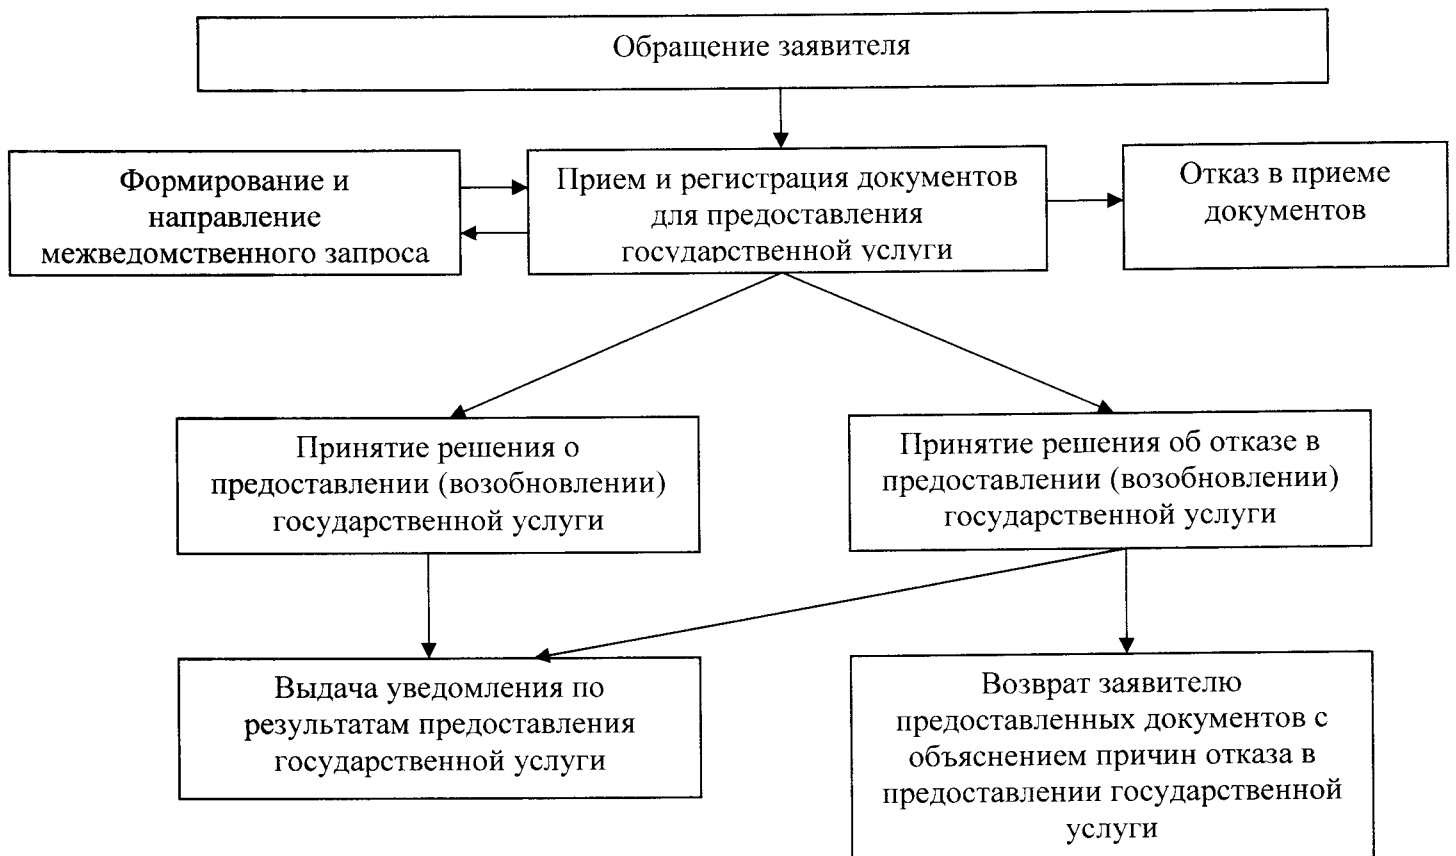 Обращение заявителя
Формирование и
направление
межведомственного запроса
Прием и регистрация документов
для предоставления
государственной услуги
Отказ в приеме
документов
Принятие решения о
предоставлении (возобновлении)
государственной услуги
Принятие решения об отказе в
предоставлении (возобновлении)
государственной услуги
Выдача уведомления по
результатам предоставления
государственной услуги
Возврат заявителю
предоставленных документов с
объяснением причин отказа в
предоставлении государственной
услуги